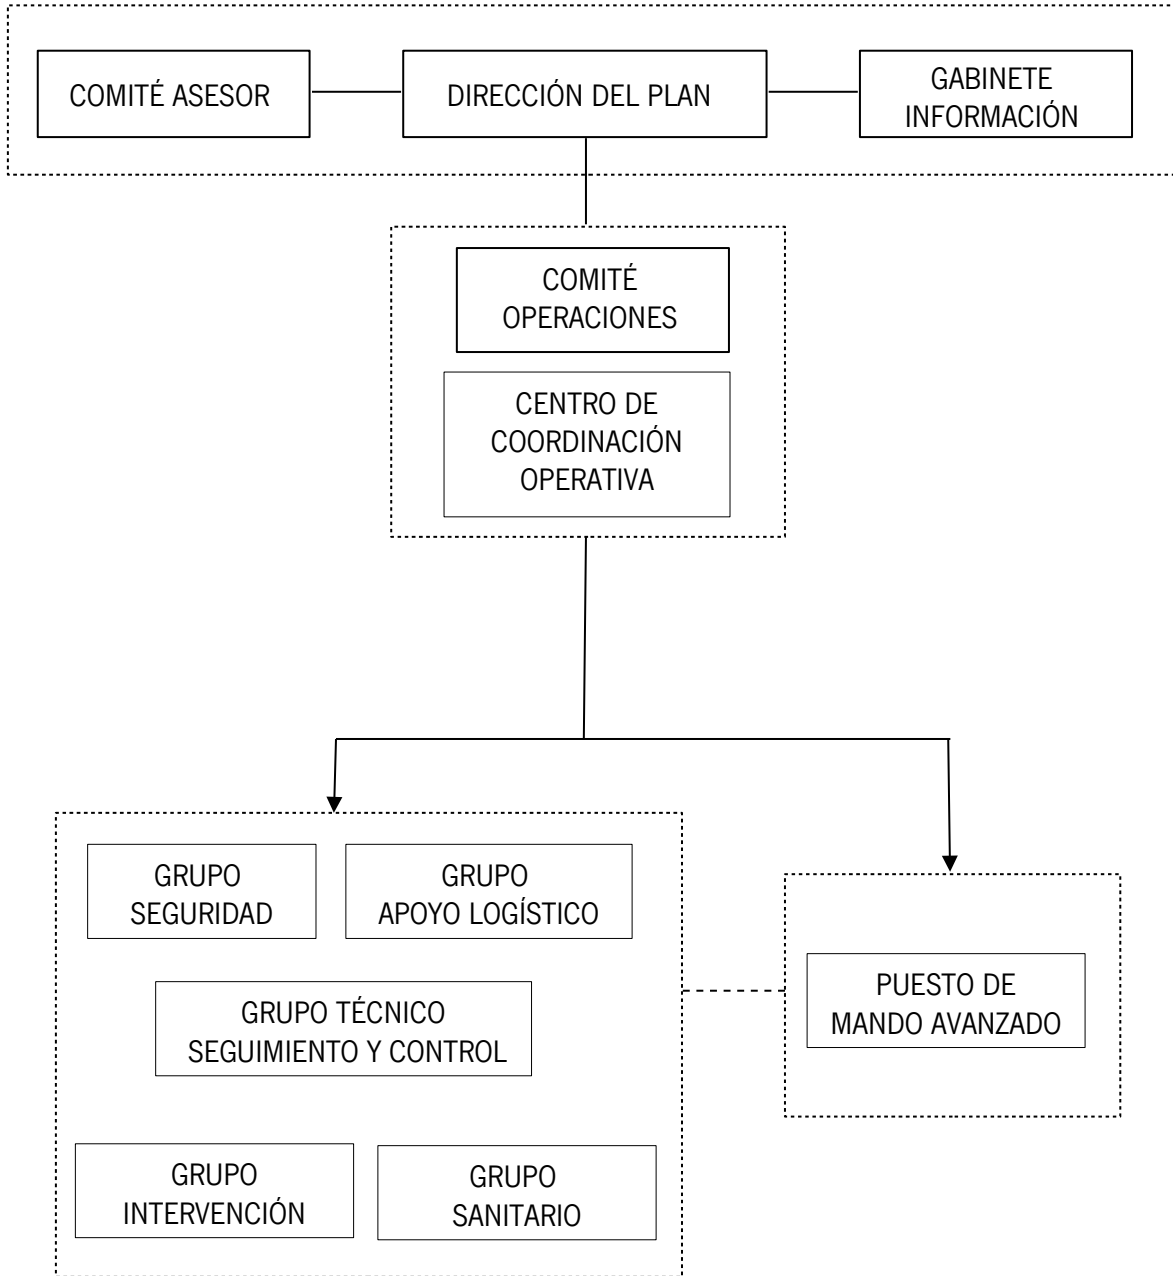 COMITÉ ASESOR
DIRECCIÓN DEL PLAN
GABINETE
INFORMACIÓN
COMITÉ
OPERACIONES
CENTRO DE
COORDINACIÓN
OPERATIVA
GRUPO
SEGURIDAD
GRUPO
APOYO LOGÍSTICO
GRUPO TÉCNICO
SEGUIMIENTO Y CONTROL
PUESTO DE
MANDO AVANZADO
GRUPO
INTERVENCIÓN
GRUPO
SANITARIO